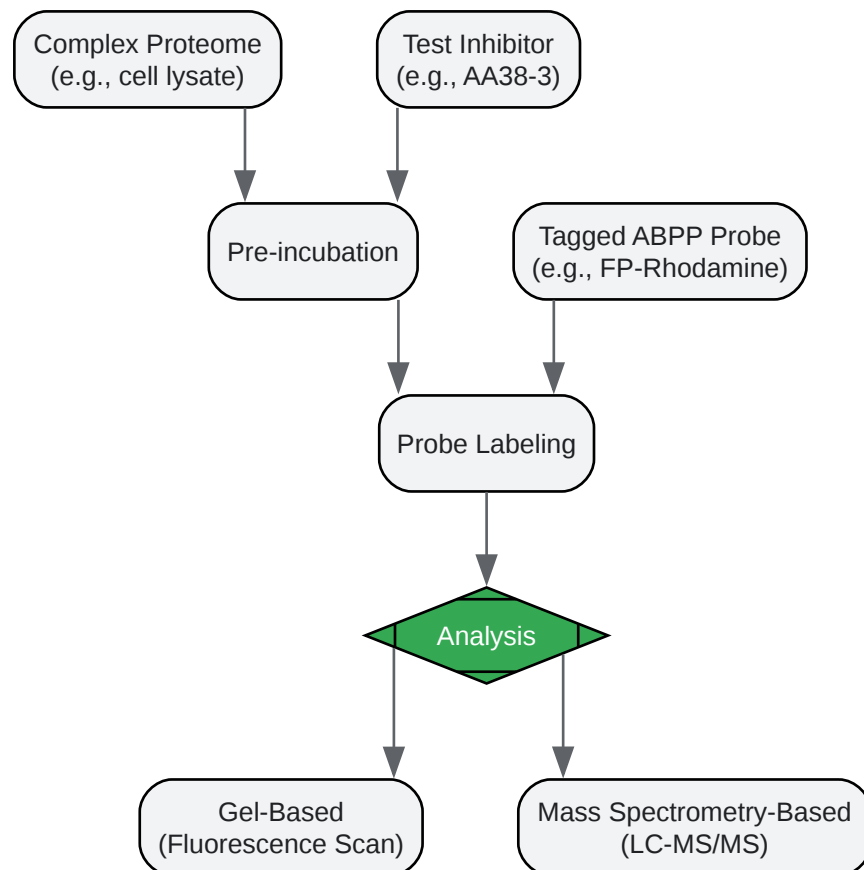 Complex Proteome
(e.g., cell lysate)
Test Inhibitor
(e.g., AA38-3)
Pre-incubation
Tagged ABPP Probe
(e.g., FP-Rhodamine)
Probe Labeling
Analysis
Gel-Based
(Fluorescence Scan)
Mass Spectrometry-Based
(LC-MS/MS)